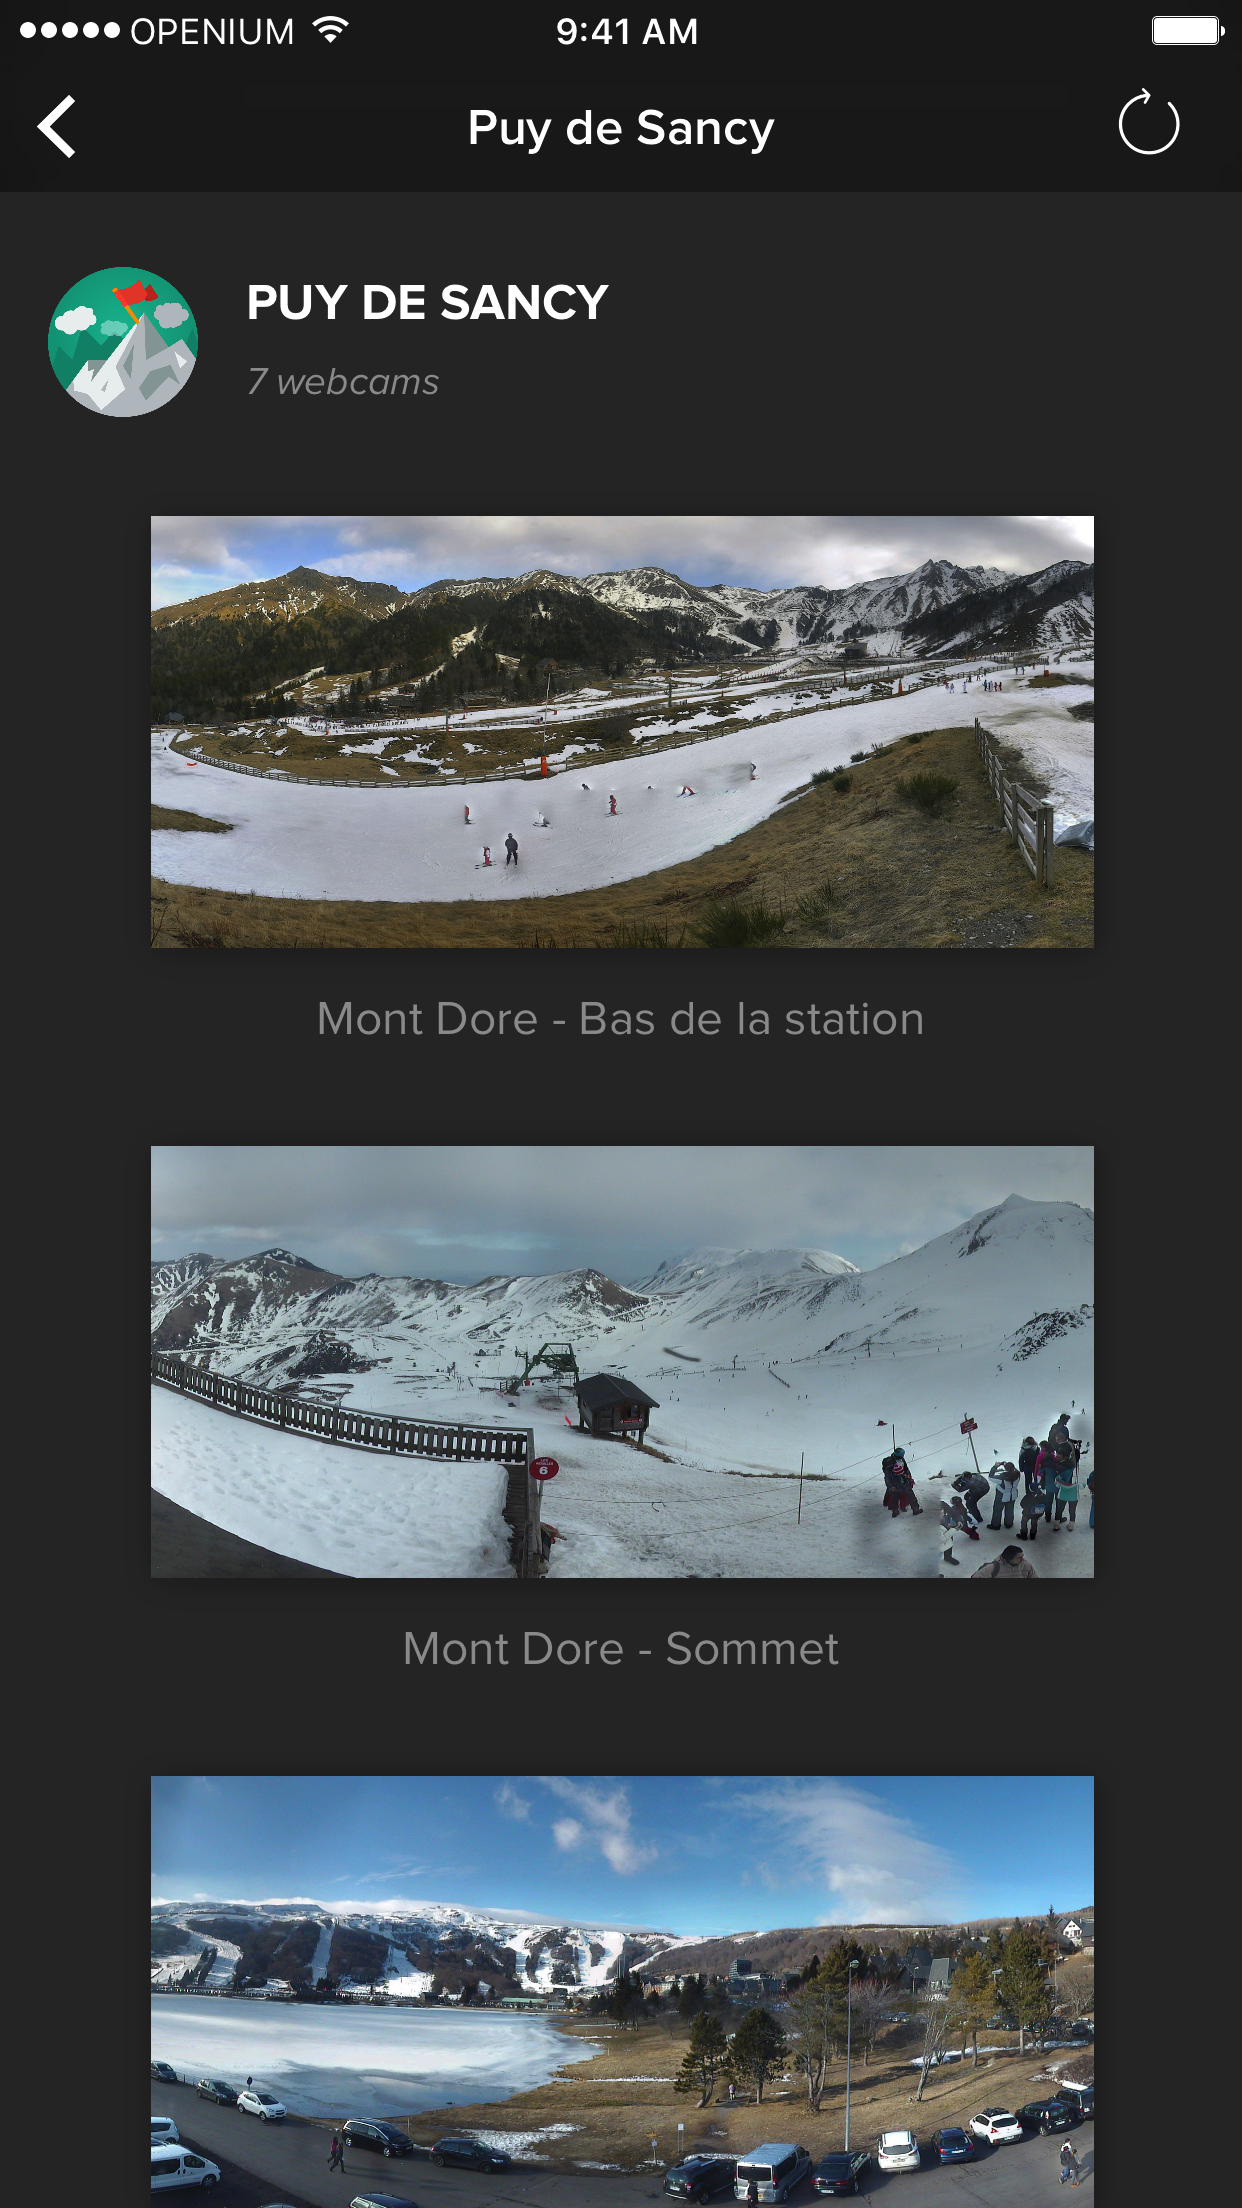 OPENIUM 9:41 AM
Puy de Sancy
PUY DE SANCY
7 webcams
6
Mont Dore - Bas de la station
Mont Dore - Sommet